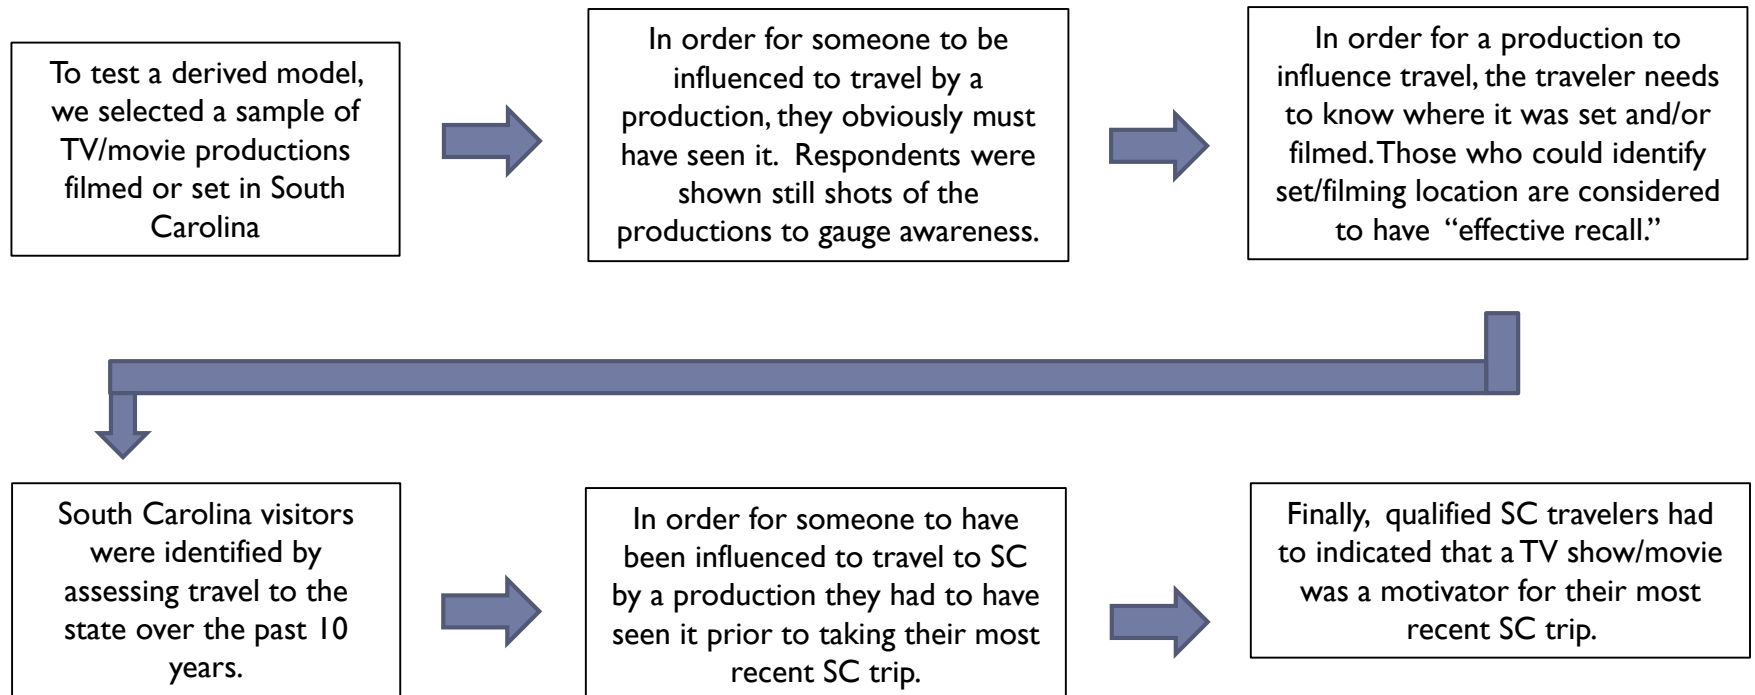 To test a derived model,
we selected a sample of
TV/movie productions
filmed or set in South
Carolina
In order for someone to be
influenced to travel by a
production, they obviously must
have seen it. Respondents were
shown still shots of the
productions to gauge awareness.
In order for a production to
influence travel, the traveler needs
to know where it was set and/or
filmed. Those who could identify
set/filming location are considered
to have “effective recall.”
South Carolina visitors
were identified by
assessing travel to the
state over the past 10
years.
In order for someone to have
been influenced to travel to SC
by a production they had to have
seen it prior to taking their most
recent SC trip.
Finally, qualified SC travelers had
to indicated that a TV show/movie
was a motivator for their most
recent SC trip.